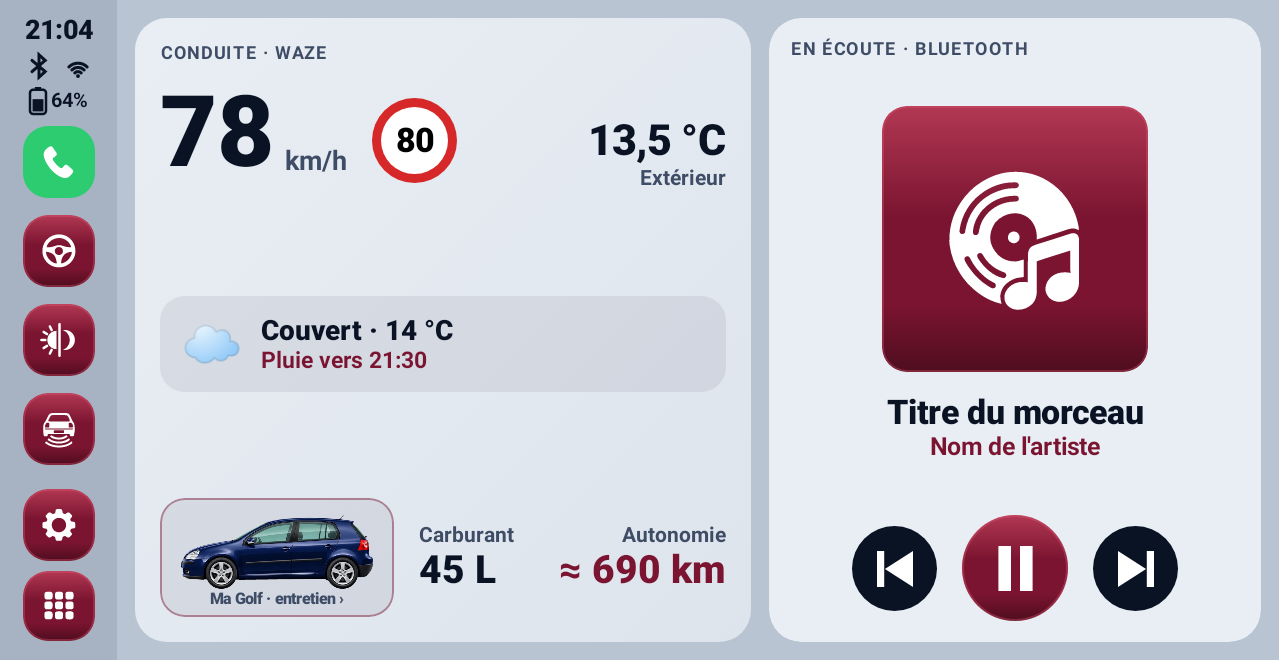 21:04
64%
CONDUITE · WAZE
78 km/h
80
13,5 °C
Extérieur
Couvert · 14 °C
Pluie vers 21:30
Ma Golf · entretien ›
Carburant
45 L
Autonomie
≈ 690 km
EN ÉCOUTE · BLUETOOTH
Titre du morceau
Nom de l'artiste